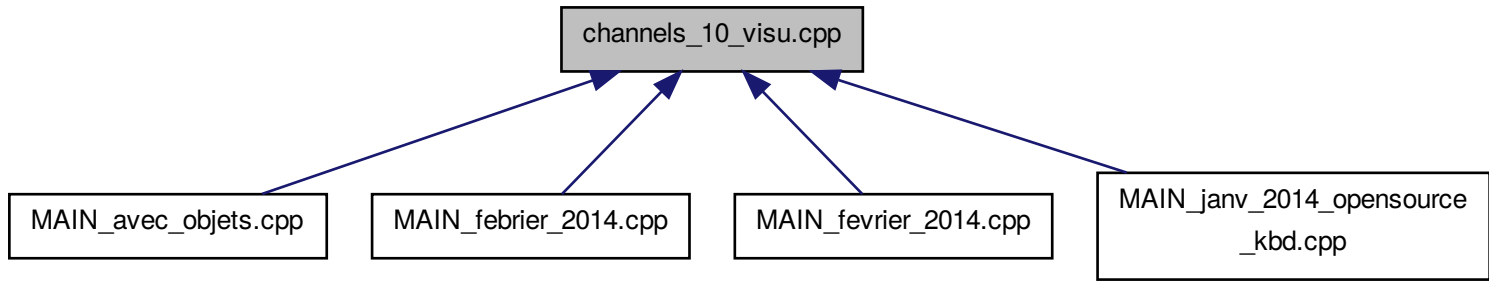 channels_10_visu.cpp
MAIN_avec_objets.cpp
MAIN_febrier_2014.cpp
MAIN_fevrier_2014.cpp
MAIN_janv_2014_opensource
_kbd.cpp